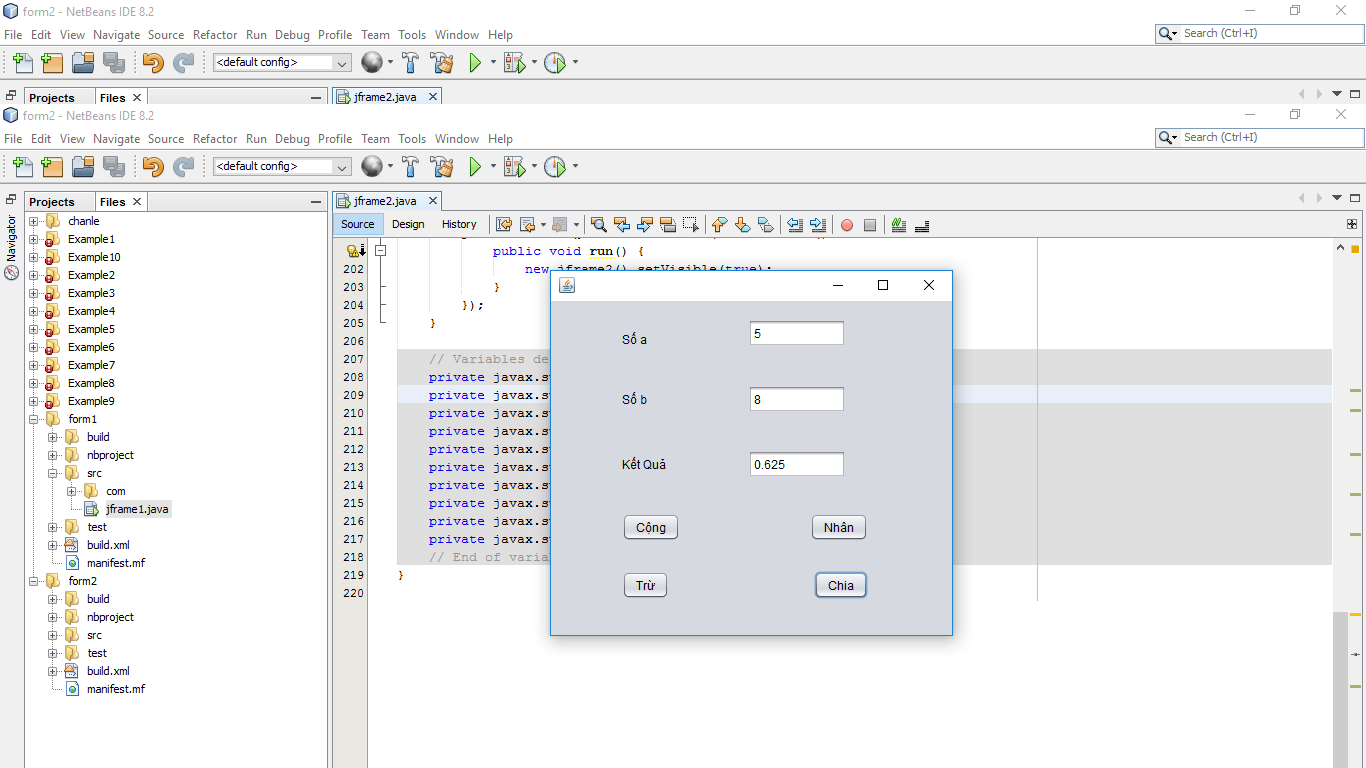 form2 - NetBeans IDE 8.2
File Edit View Navigate Source Refactor Run Debug Profile Team Tools Window Help
Search (Ctrl+I)
<default config>
Projects Files jframe2.java
form2 - NetBeans IDE 8.2
File Edit View Navigate Source Refactor Run Debug Profile Team Tools Window Help
Search (Ctrl+I)
<default config>
Projects Files jframe2.java
Navigator
Source Design History
chanle
Example1
Example10
Example2
Example3
Example4
Example5
Example6
Example7
Example8
Example9
form1
build
nbproject
src
com
jframe1.java
test
build.xml
manifest.mf
form2
build
nbproject
src
test
build.xml
manifest.mf
public void run() {
202 new jframe2().setVisible(true);
203 }
204 });
205 }
206
207 // Variables de
208 private javax.s
209 private javax.s
210 private javax.s
211 private javax.s
212 private javax.s
213 private javax.s
214 private javax.s
215 private javax.s
216 private javax.s
217 private javax.s
218 // End of varia
219 }
220
Số a 5
Số b 8
Kết Quả 0.625
Cộng Nhân
Trừ Chia